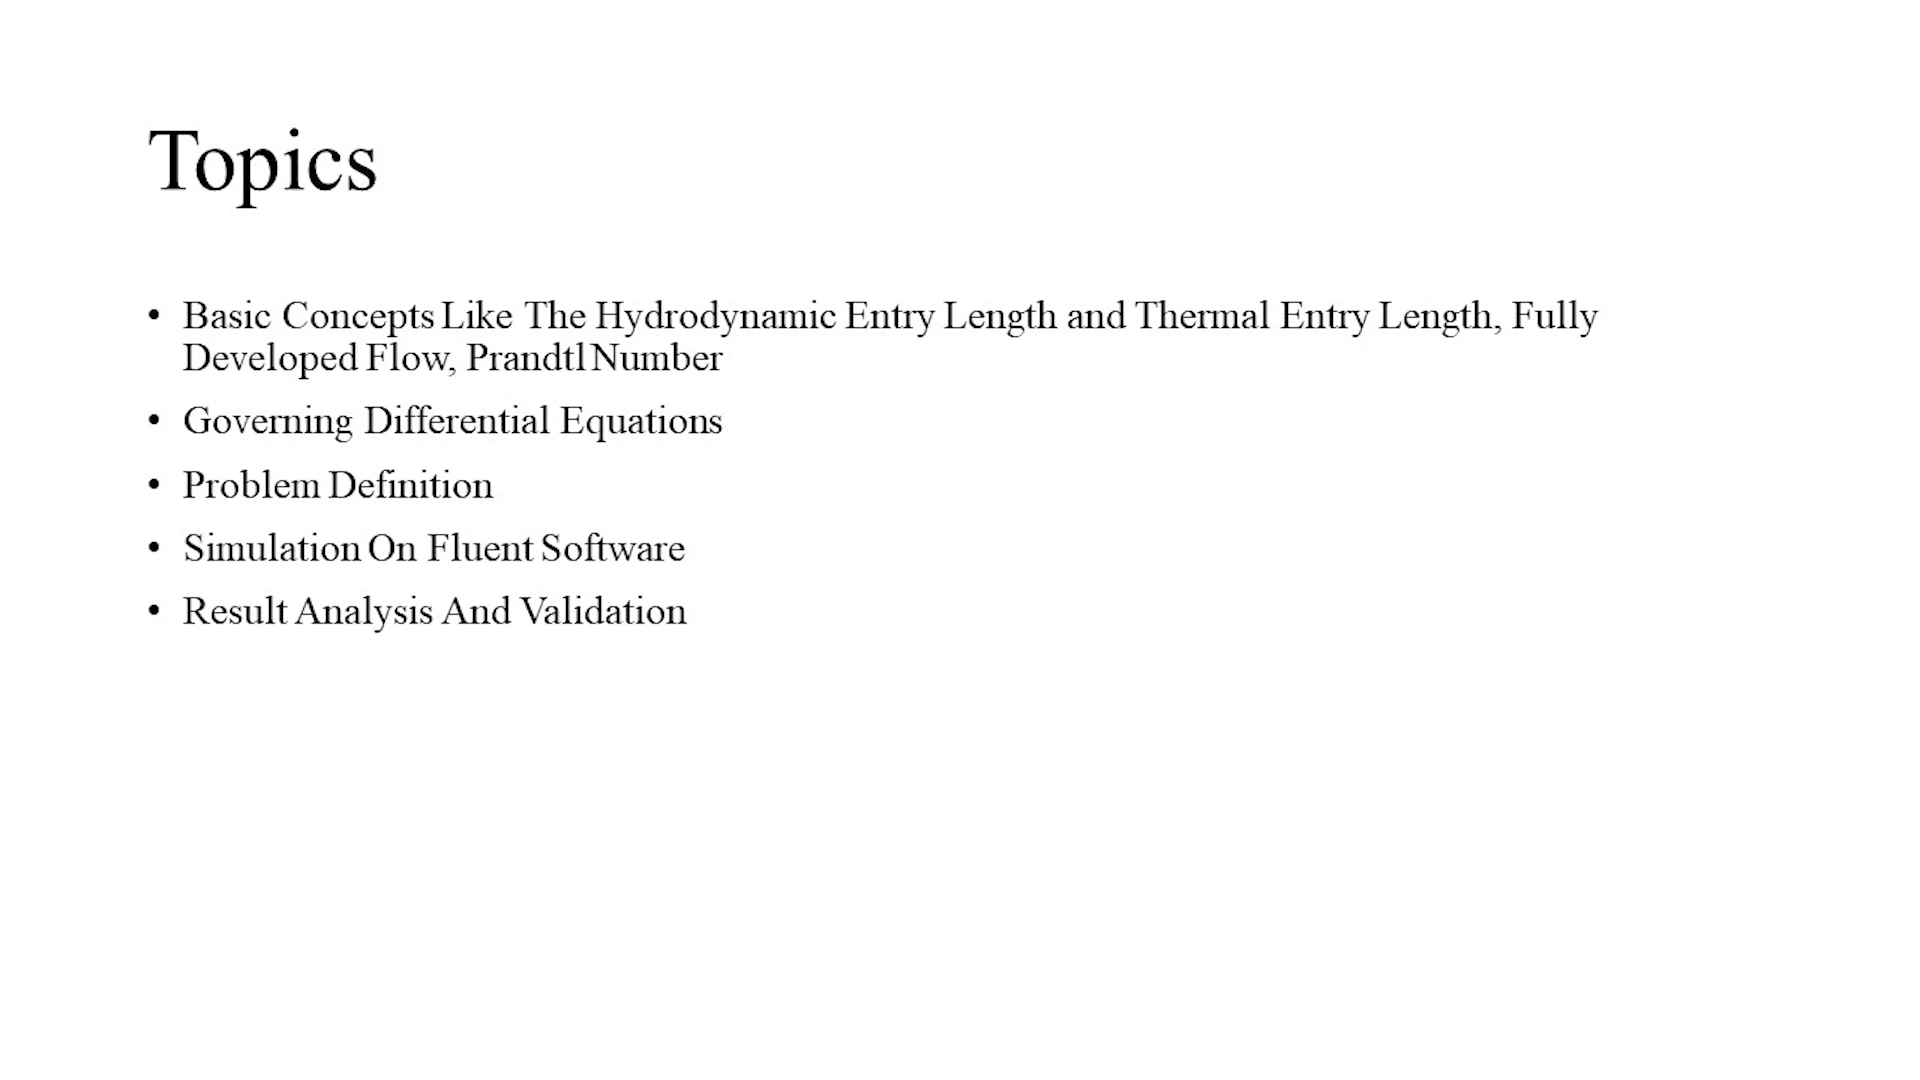 Topics
• Basic Concepts Like The Hydrodynamic Entry Length and Thermal Entry Length, Fully
Developed Flow, Prandtl Number
• Governing Differential Equations
• Problem Definition
• Simulation On Fluent Software
• Result Analysis And Validation